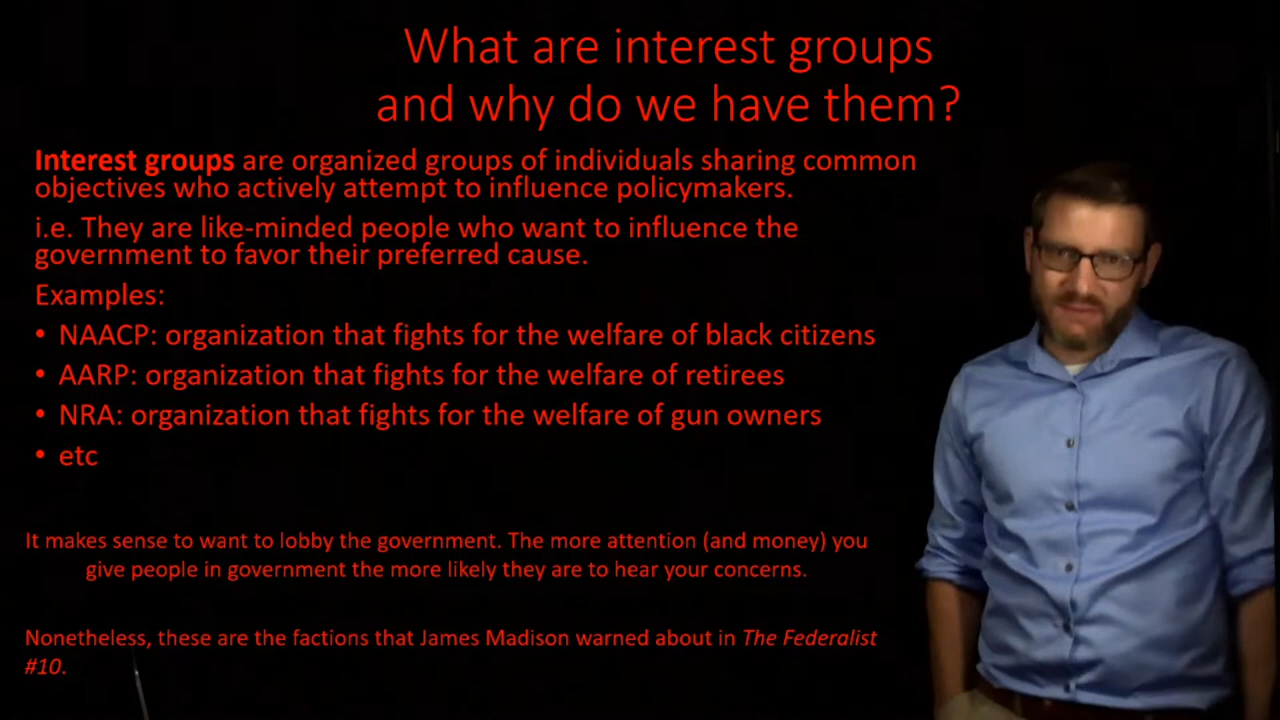 What are interest groups
and why do we have them?
Interest groups are organized groups of individuals sharing common
objectives who actively attempt to influence policymakers.
i.e. They are like-minded people who want to influence the
government to favor their preferred cause.
Examples:
• NAACP: organization that fights for the welfare of black citizens
• AARP: organization that fights for the welfare of retirees
• NRA: organization that fights for the welfare of gun owners
• etc
It makes sense to want to lobby the government. The more attention (and money) you
give people in government the more likely they are to hear your concerns.
Nonetheless, these are the factions that James Madison warned about in The Federalist
#10.